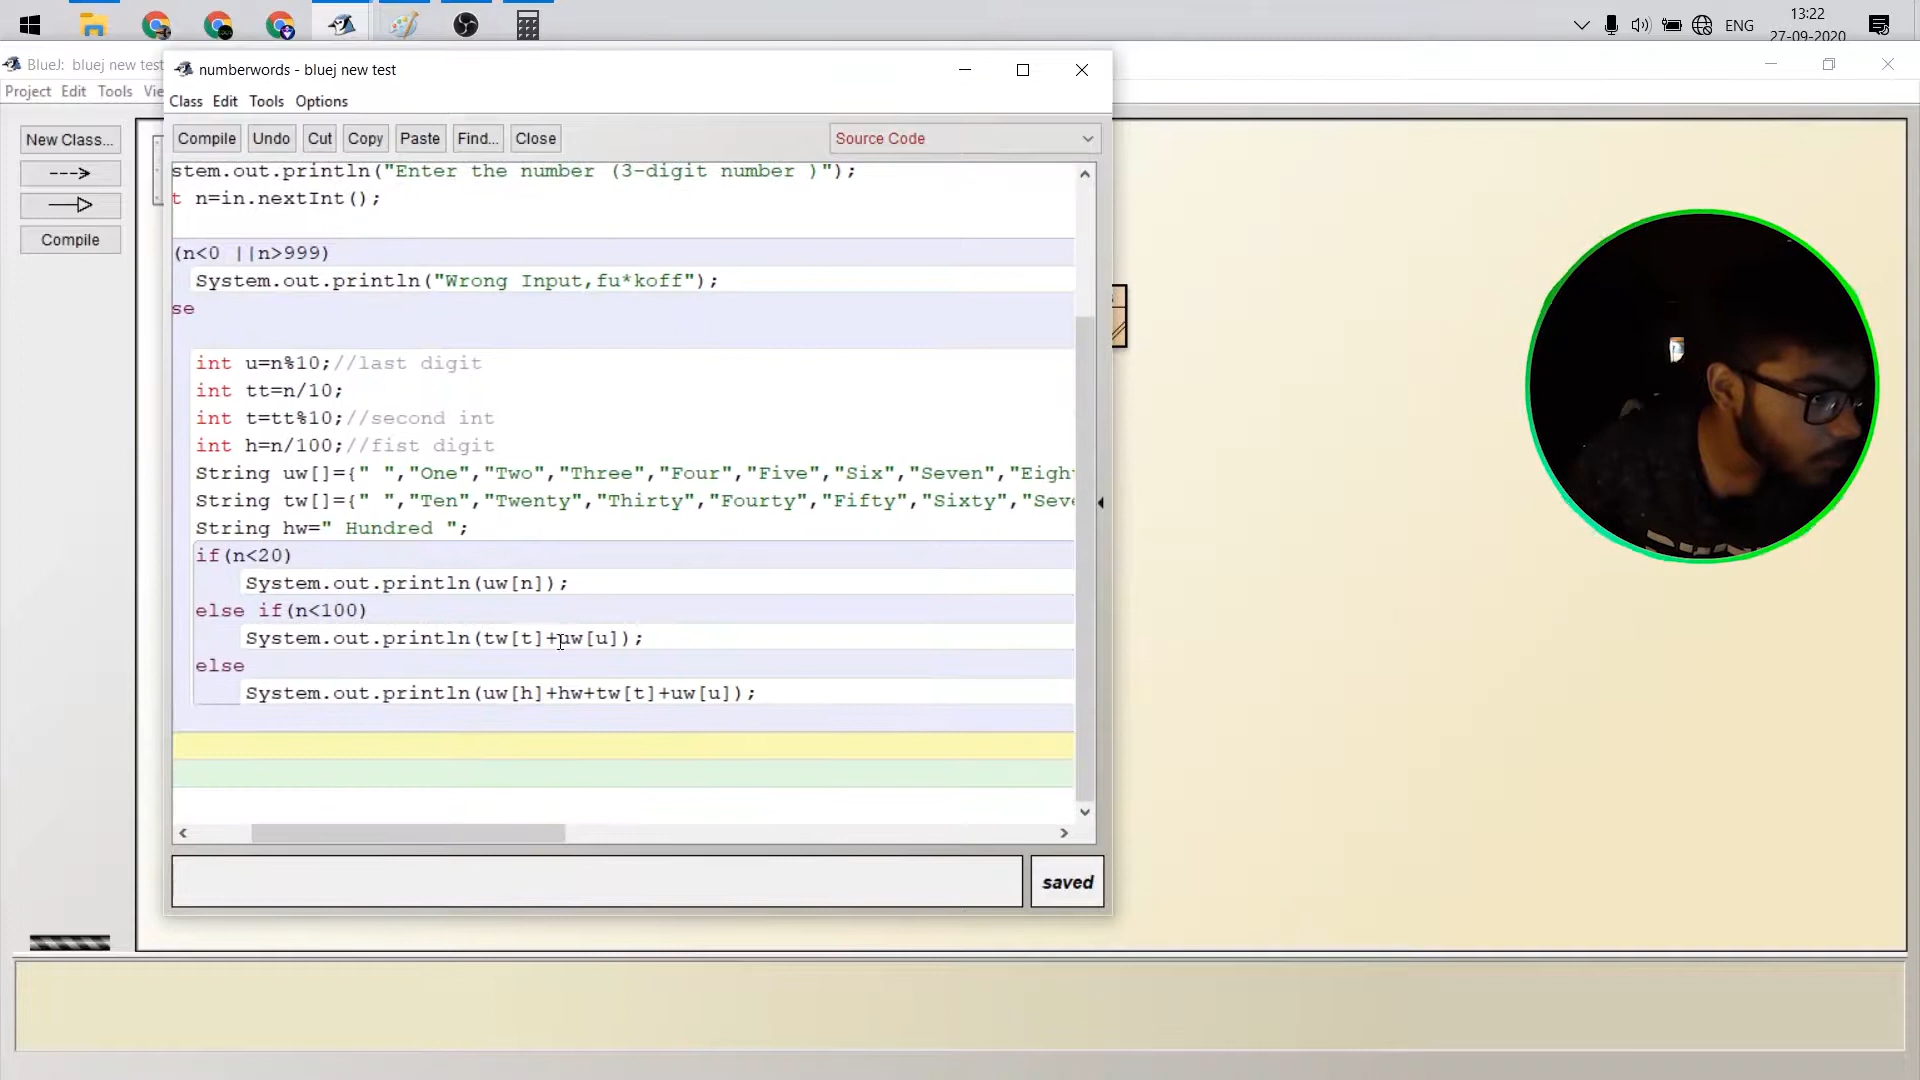 ENG
13:22
27-09-2020
BlueJ: bluej new test
Project Edit Tools
New Class...
Compile
numberwords - bluej new test
Class Edit Tools Options
Compile Undo Cut Copy Paste Find... Close Source Code
stem.out.println("Enter the number (3-digit number )");
t n=in.nextInt();
(n<0 ||n>999)
System.out.println("Wrong Input,fu*koff");
se
int u=n%10;//last digit
int tt=n/10;
int t=tt%10;//second int
int h=n/100;//fist digit
String uw[]={" ","One","Two","Three","Four","Five","Six","Seven","Eigh
String tw[]={" ","Ten","Twenty","Thirty","Fourty","Fifty","Sixty","Seve
String hw=" Hundred ";
if(n<20)
System.out.println(uw[n]);
else if(n<100)
System.out.println(tw[t]+uw[u]);
else
System.out.println(uw[h]+hw+tw[t]+uw[u]);
saved